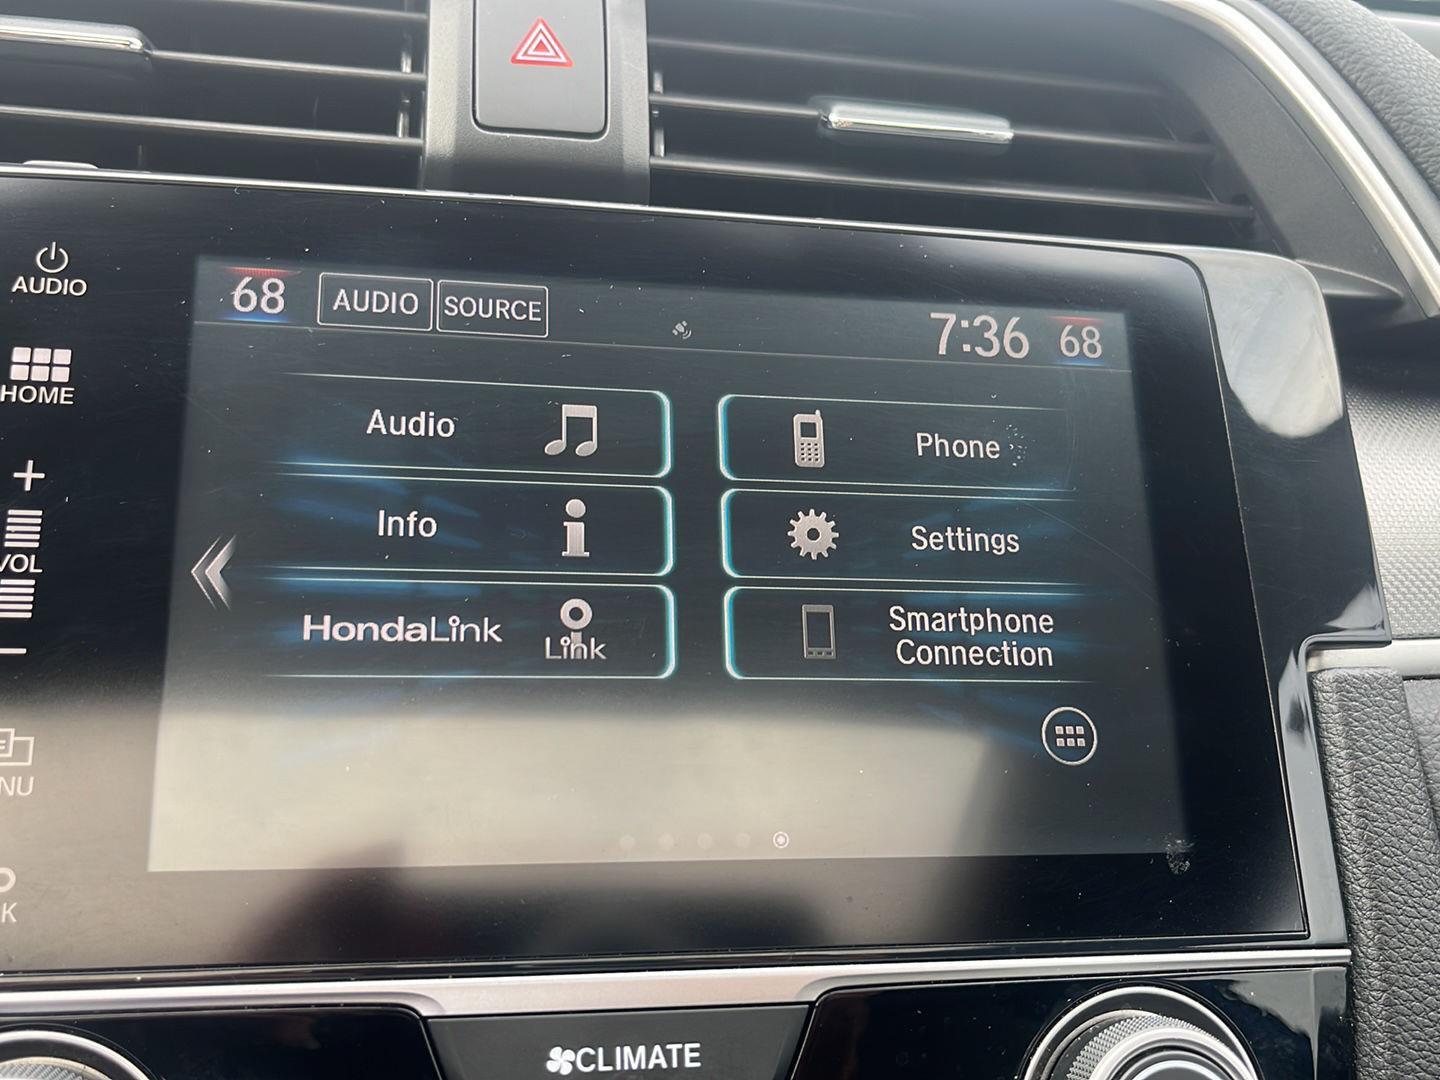 AUDIO
68 AUDIO SOURCE 7:36 68
HOME
Audio
Phone
VOL
Info
Settings
HondaLink
Link
Smartphone
Connection
CLIMATE